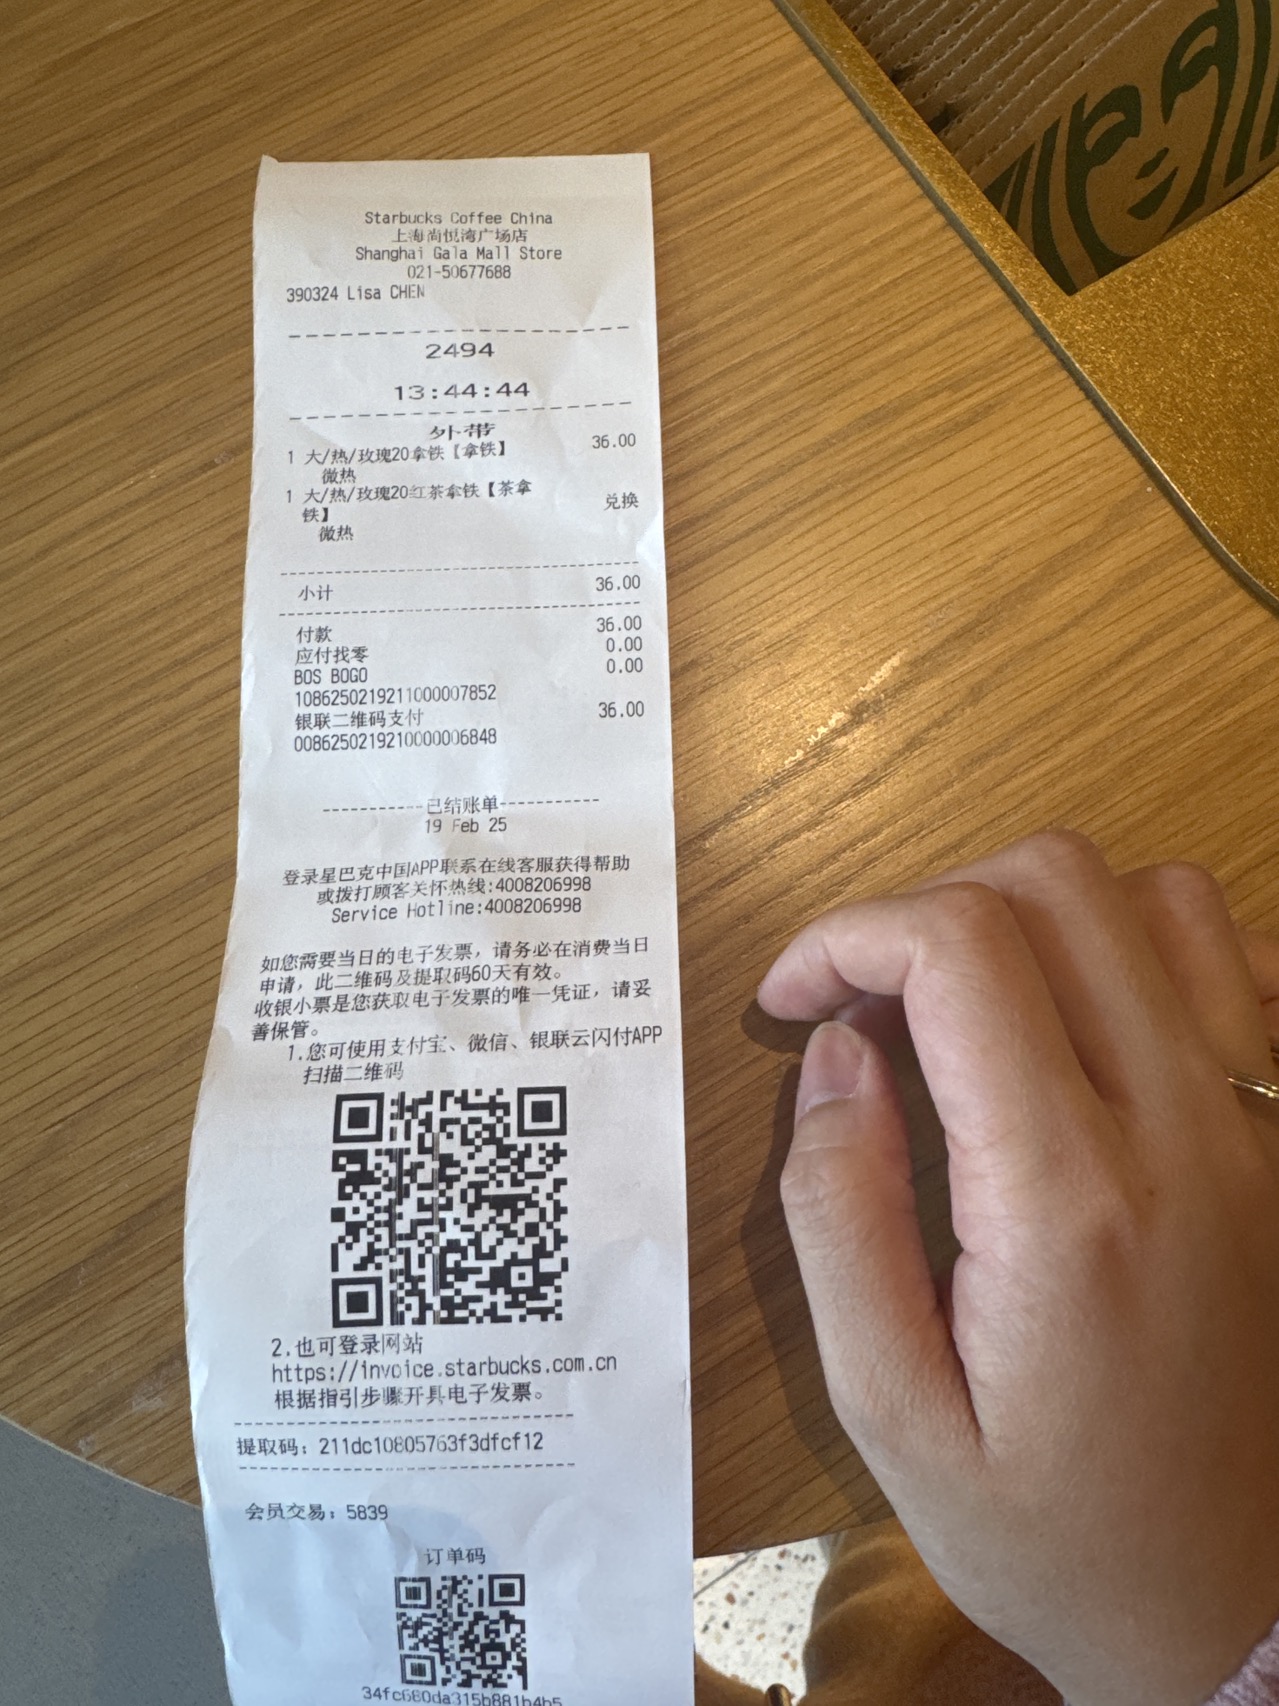 Starbucks Coffee China
上海尚悦湾广场店
Shanghai Gala Mall Store
021-50677688
390324 Lisa CHEN
2494
13:44:44
外带
1 大/热/玫瑰20拿铁【拿铁】 36.00
微热
1 大/热/玫瑰20红茶拿铁【茶拿 兑换
铁】
微热
小计 36.00
付款 36.00
应付找零 0.00
BOS BOGO 0.00
1086250219211000007852
银联二维码支付 36.00
0086250219210000006848
----------已结账单----------
19 Feb 25
登录星巴克中国APP联系在线客服获得帮助
或拨打顾客关怀热线:4008206998
Service Hotline:4008206998
如您需要当日的电子发票，请务必在消费当日
申请，此二维码及提取码60天有效。
收银小票是您获取电子发票的唯一凭证，请妥
善保管。
1.您可使用支付宝、微信、银联云闪付APP
扫描二维码
2.也可登录网站
https://invoice.starbucks.com.cn
根据指引步骤开具电子发票。
提取码：211dc10805763f3dfcf12
会员交易：5839
订单码
34fc680da315b881b4b5